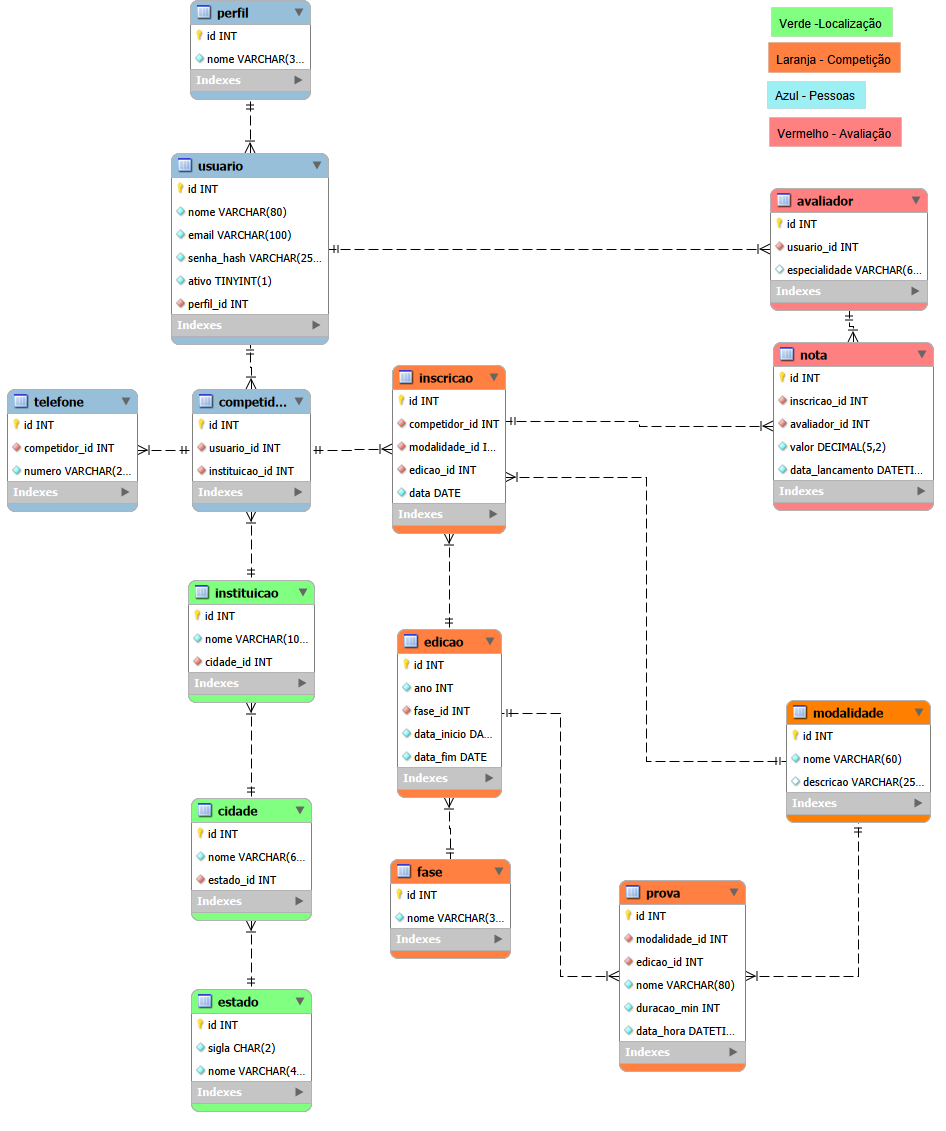 perfil
id INT
nome VARCHAR(3...
Indexes
Verde -Localização
Laranja - Competição
Azul - Pessoas
Vermelho - Avaliação
usuario
id INT
nome VARCHAR(80)
email VARCHAR(100)
senha_hash VARCHAR(25...
ativo TINYINT(1)
perfil_id INT
Indexes
avaliador
id INT
usuario_id INT
especialidade VARCHAR(6...
Indexes
nota
id INT
inscricao_id INT
avaliador_id INT
valor DECIMAL(5,2)
data_lancamento DATETI...
Indexes
telefone
id INT
competidor_id INT
numero VARCHAR(2...
Indexes
competid...
id INT
usuario_id INT
instituicao_id INT
Indexes
inscricao
id INT
competidor_id INT
modalidade_id I...
edicao_id INT
data DATE
Indexes
instituicao
id INT
nome VARCHAR(10...
cidade_id INT
Indexes
edicao
id INT
ano INT
fase_id INT
data_inicio DA...
data_fim DATE
Indexes
modalidade
id INT
nome VARCHAR(60)
descricao VARCHAR(25...
Indexes
cidade
id INT
nome VARCHAR(6...
estado_id INT
Indexes
fase
id INT
nome VARCHAR(3...
Indexes
prova
id INT
modalidade_id INT
edicao_id INT
nome VARCHAR(80)
duracao_min INT
data_hora DATETI...
Indexes
estado
id INT
sigla CHAR(2)
nome VARCHAR(4...
Indexes